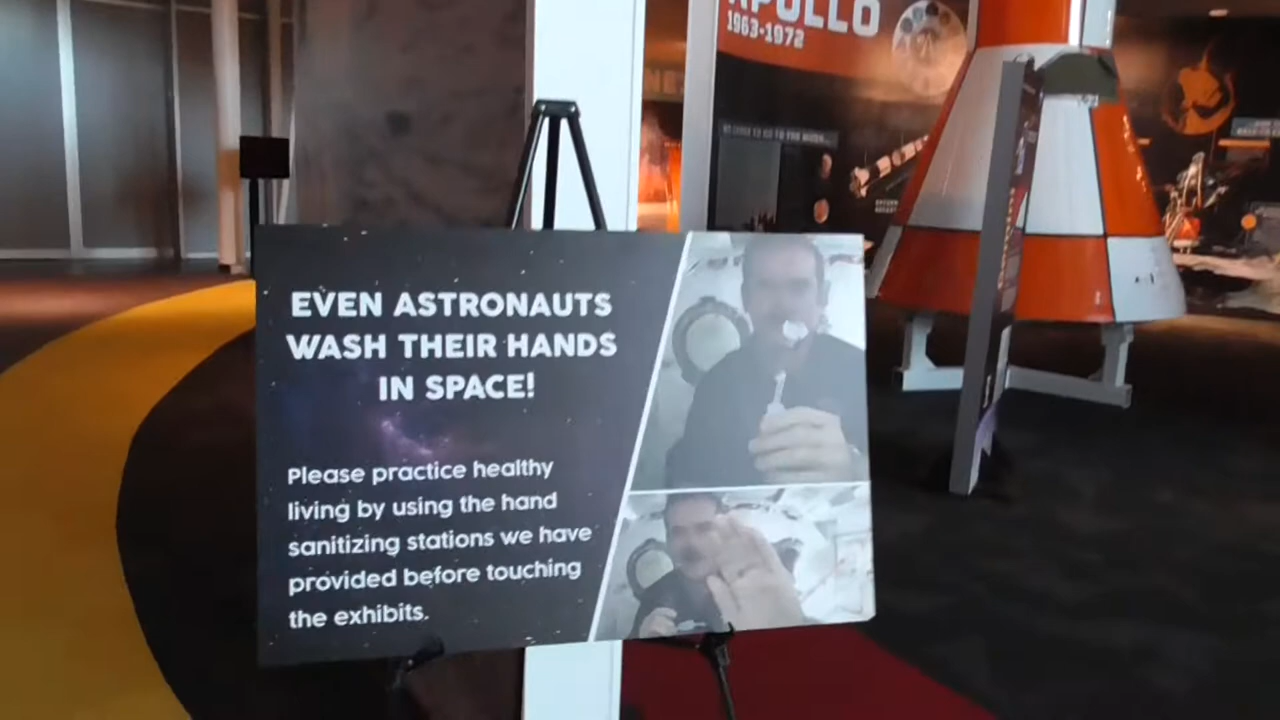 APOLLO
1963-1972
EVEN ASTRONAUTS
WASH THEIR HANDS
IN SPACE!
Please practice healthy
living by using the hand
sanitizing stations we have
provided before touching
the exhibits.